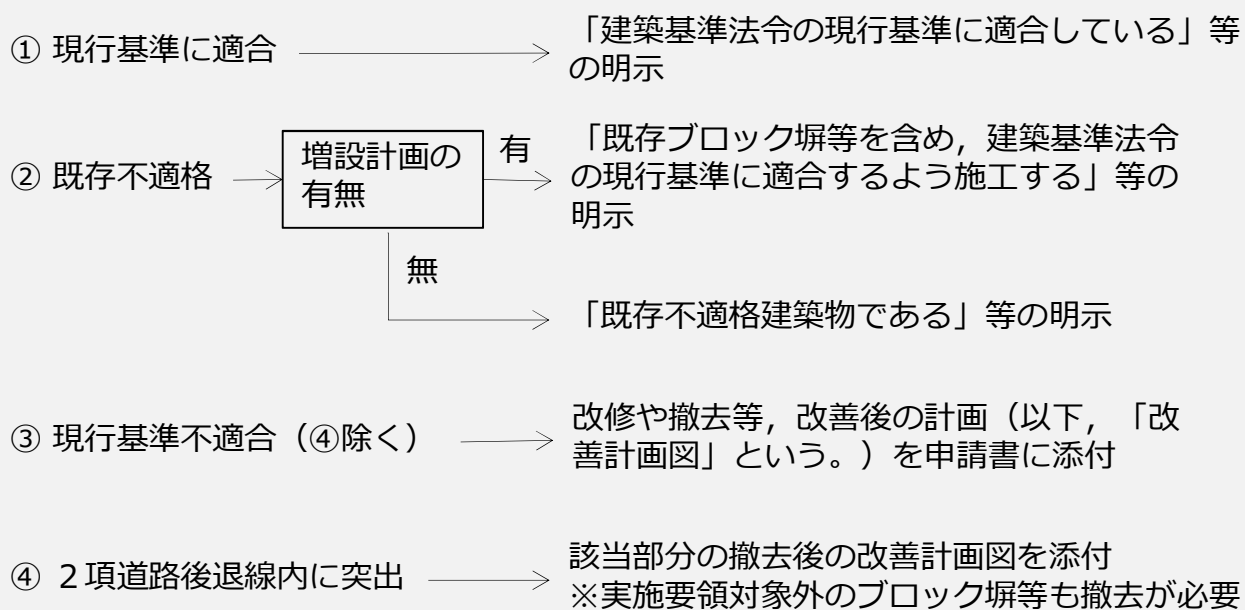 ① 現行基準に適合
「建築基準法令の現行基準に適合している」等
の明示
② 既存不適格
増設計画の
有無
有
「既存ブロック塀等を含め，建築基準法令
の現行基準に適合するよう施工する」等の
明示
無
「既存不適格建築物である」等の明示
③ 現行基準不適合（④除く）
改修や撤去等，改善後の計画（以下，「改
善計画図」という。）を申請書に添付
④ ２項道路後退線内に突出
該当部分の撤去後の改善計画図を添付
※実施要領対象外のブロック塀等も撤去が必要